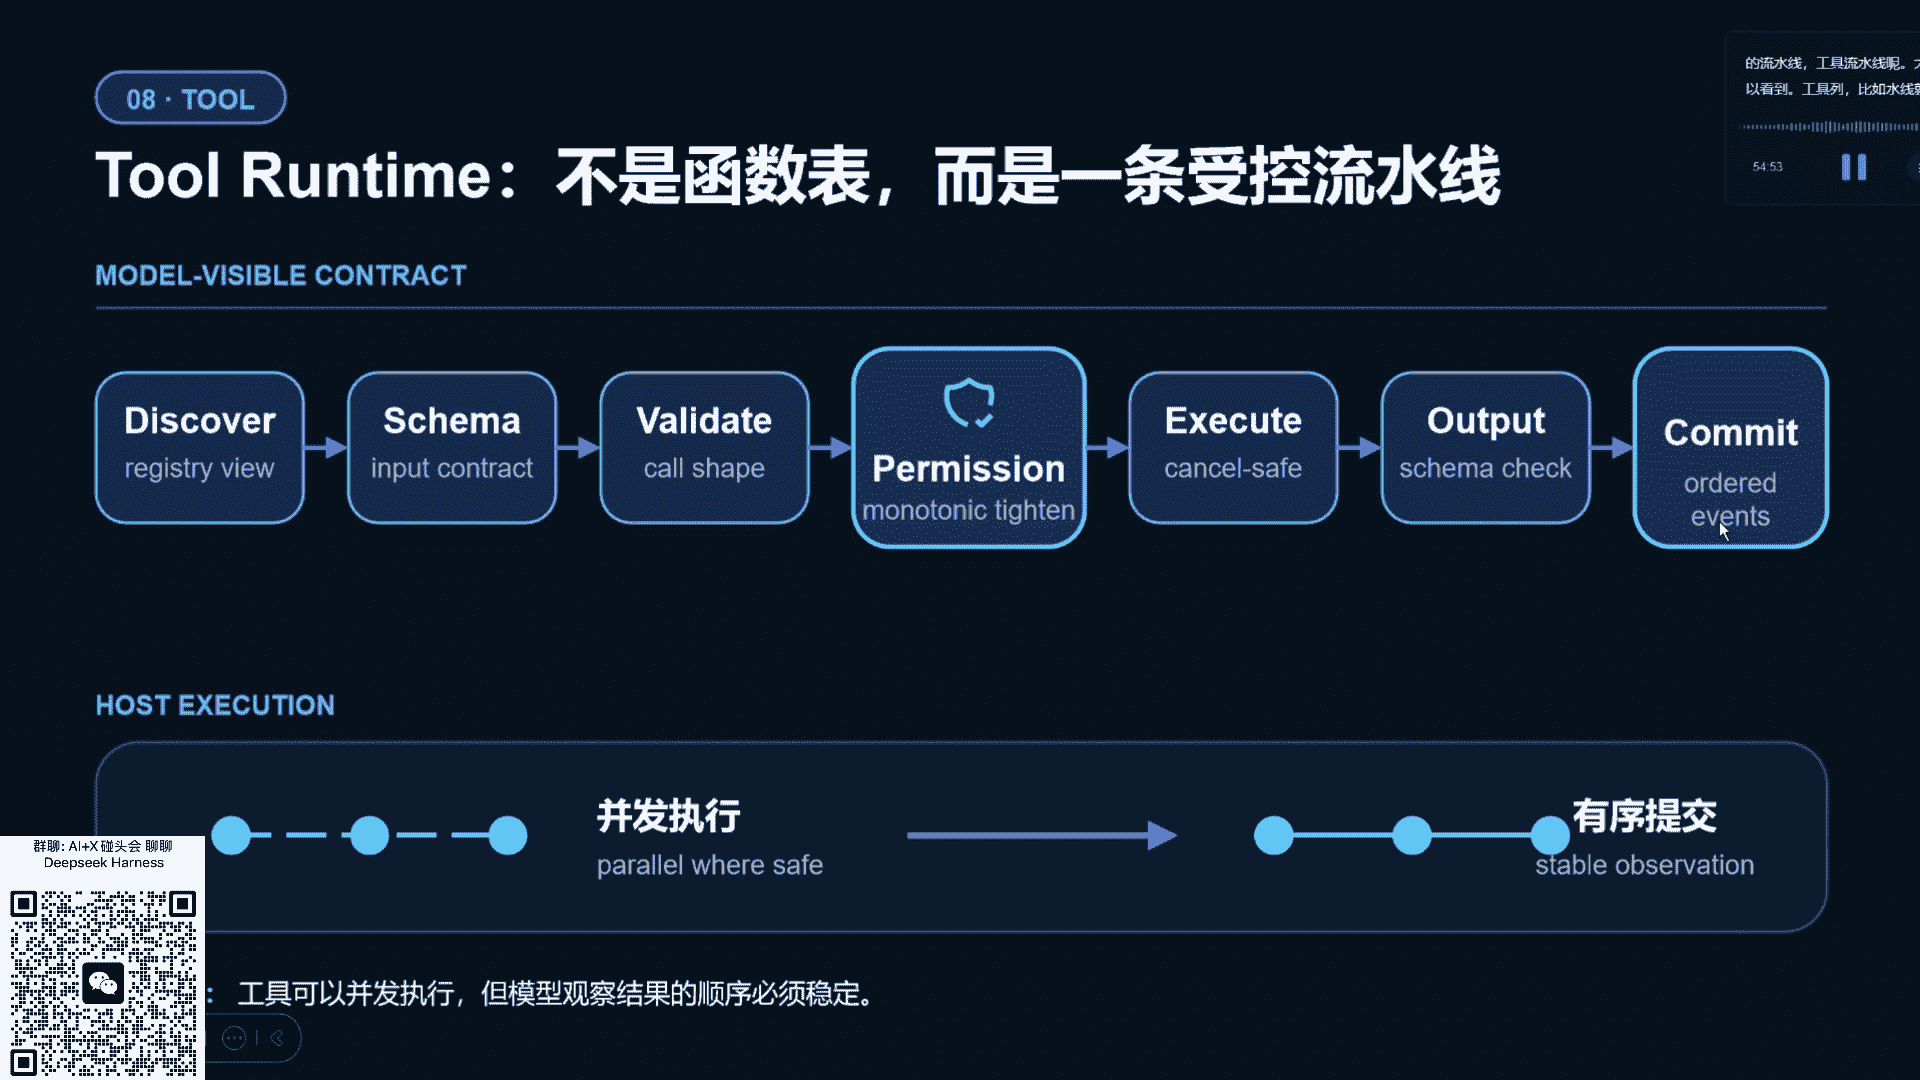 08 · TOOL
Tool Runtime：不是函数表，而是一条受控流水线
的流水线，工具流水线呢。
以看到。工具列，比如水线
54:53
MODEL-VISIBLE CONTRACT
Discover
registry view
Schema
input contract
Validate
call shape
Permission
monotonic tighten
Execute
cancel-safe
Output
schema check
Commit
ordered
events
HOST EXECUTION
并发执行
parallel where safe
有序提交
stable observation
群聊: AI+X 碰头会 聊聊
Deepseek Harness
：工具可以并发执行，但模型观察结果的顺序必须稳定。